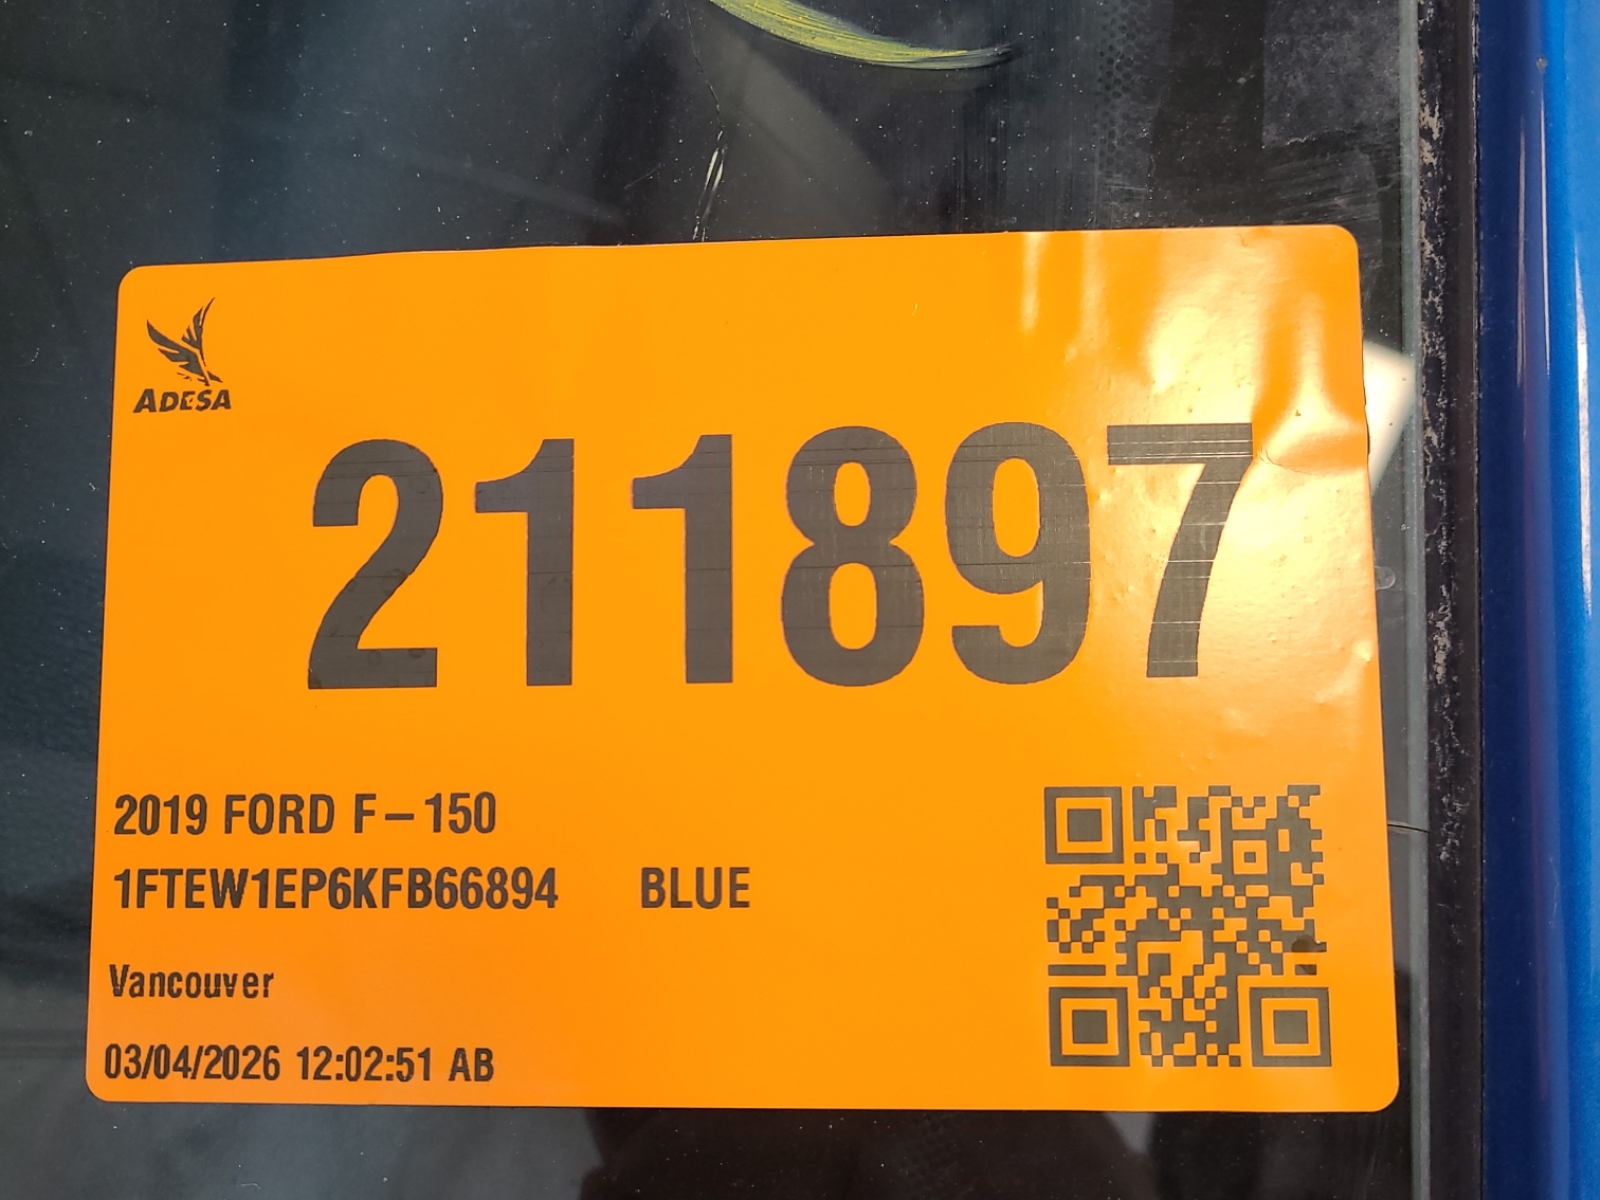 ADESA
211897
2019 FORD F-150
1FTEW1EP6KFB66894 BLUE
Vancouver
03/04/2026 12:02:51 AB